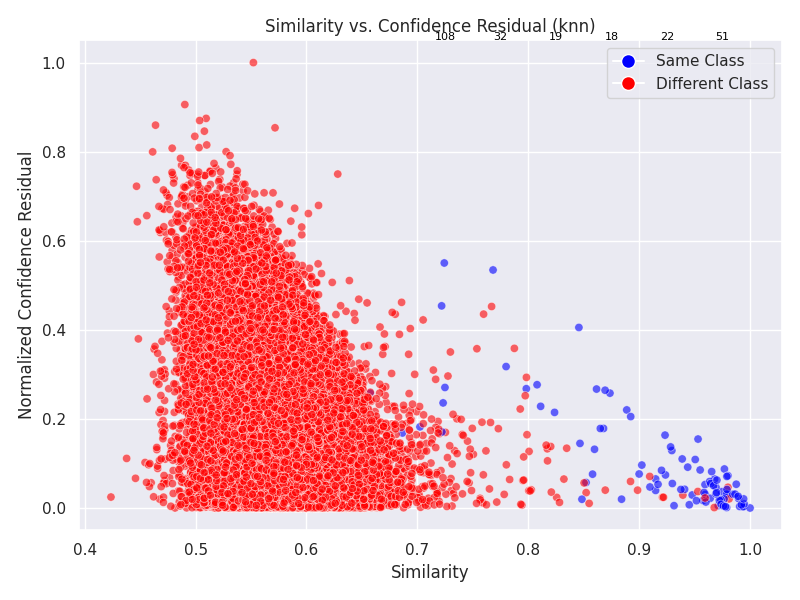 Similarity vs. Confidence Residual (knn)
108 32 19 18 22 51
Same Class
Different Class
1.0
0.8
0.6
0.4
0.2
0.0
Normalized Confidence Residual
0.4 0.5 0.6 0.7 0.8 0.9 1.0
Similarity